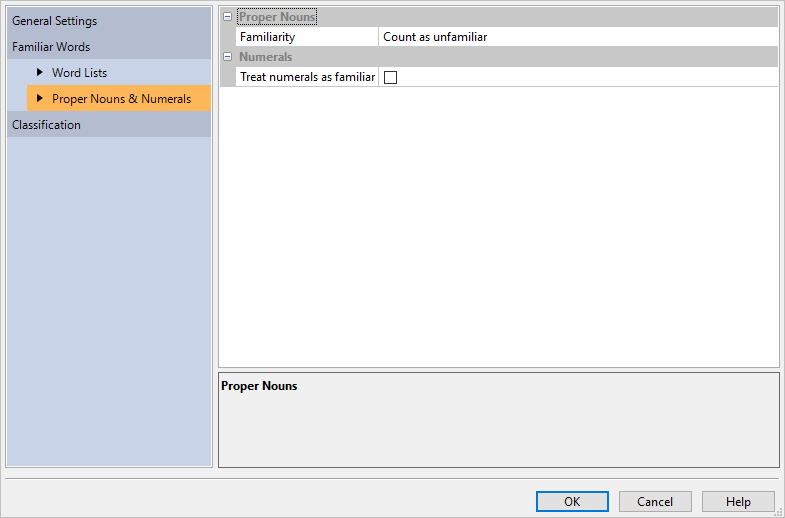 General Settings
Familiar Words
Word Lists
Proper Nouns & Numerals
Classification
Proper Nouns
Familiarity Count as unfamiliar
Numerals
Treat numerals as familiar
Proper Nouns
OK Cancel Help